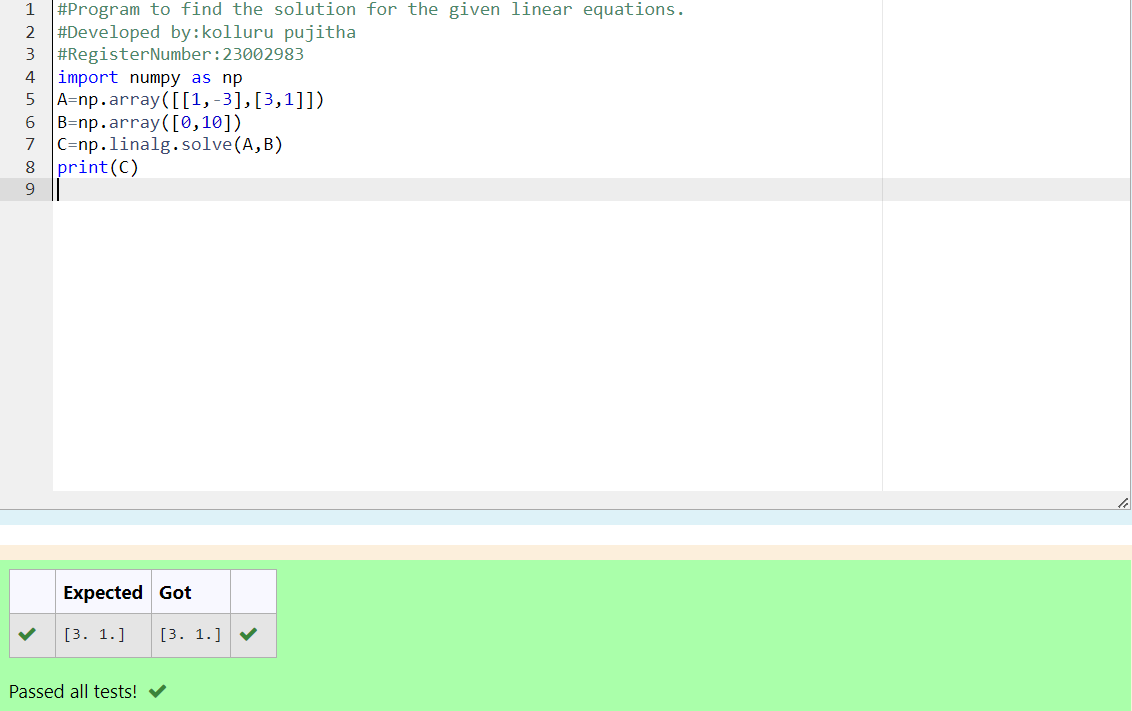 1 #Program to find the solution for the given linear equations.
2 #Developed by:kolluru pujitha
3 #RegisterNumber:23002983
4 import numpy as np
5 A=np.array([[1,-3],[3,1]])
6 B=np.array([0,10])
7 C=np.linalg.solve(A,B)
8 print(C)
9
Expected Got
[3. 1.] [3. 1.]
Passed all tests!